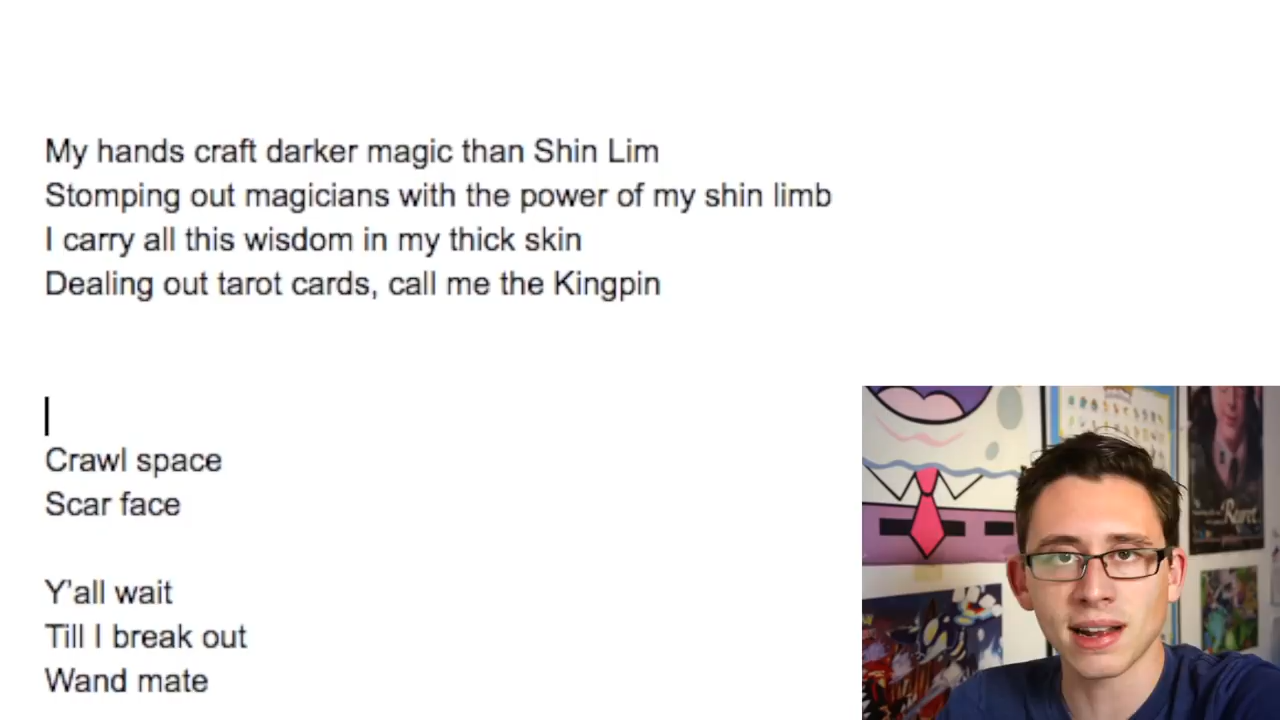 My hands craft darker magic than Shin Lim
Stomping out magicians with the power of my shin limb
I carry all this wisdom in my thick skin
Dealing out tarot cards, call me the Kingpin
Crawl space
Scar face
Y'all wait
Till I break out
Wand mate
Regret